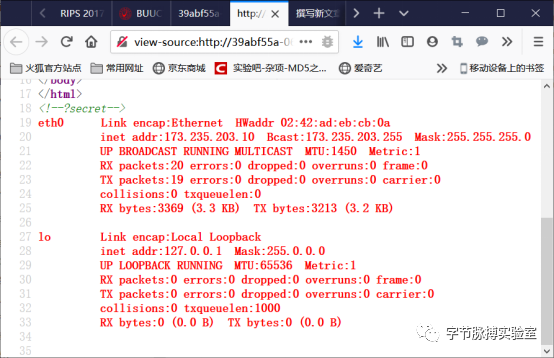 RIPS 2017
BUUC
39abf55a
http:/
撰写新文章
view-source:http://39abf55a-0
火狐官方站点 常用网址 京东商城 实验吧-杂项-MD5之... 爱奇艺 移动设备上的书签
16 </body>
17 </html>
18 <!--?secret-->
19 eth0 Link encap:Ethernet HWaddr 02:42:ad:eb:cb:0a
20 inet addr:173.235.203.10 Bcast:173.235.203.255 Mask:255.255.255.0
21 UP BROADCAST RUNNING MULTICAST MTU:1450 Metric:1
22 RX packets:20 errors:0 dropped:0 overruns:0 frame:0
23 TX packets:19 errors:0 dropped:0 overruns:0 carrier:0
24 collisions:0 txqueuelen:0
25 RX bytes:3369 (3.3 KB) TX bytes:3213 (3.2 KB)
26
27 lo Link encap:Local Loopback
28 inet addr:127.0.0.1 Mask:255.0.0.0
29 UP LOOPBACK RUNNING MTU:65536 Metric:1
30 RX packets:0 errors:0 dropped:0 overruns:0 frame:0
31 TX packets:0 errors:0 dropped:0 overruns:0 carrier:0
32 collisions:0 txqueuelen:1000
33 RX bytes:0 (0.0 B) TX bytes:0 (0.0 B)
34
35
字节脉搏实验室